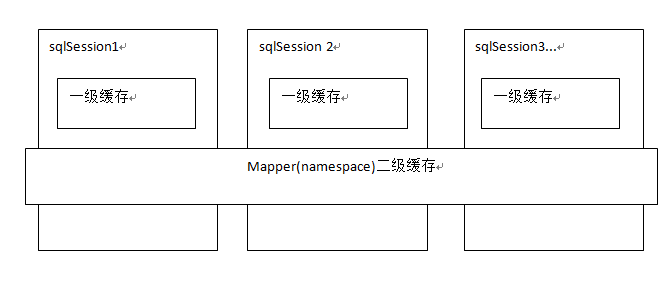 sqlSession1↵
sqlSession 2↵
sqlSession3...↵
一级缓存↵
一级缓存↵
一级缓存↵
Mapper(namespace)二级缓存↵